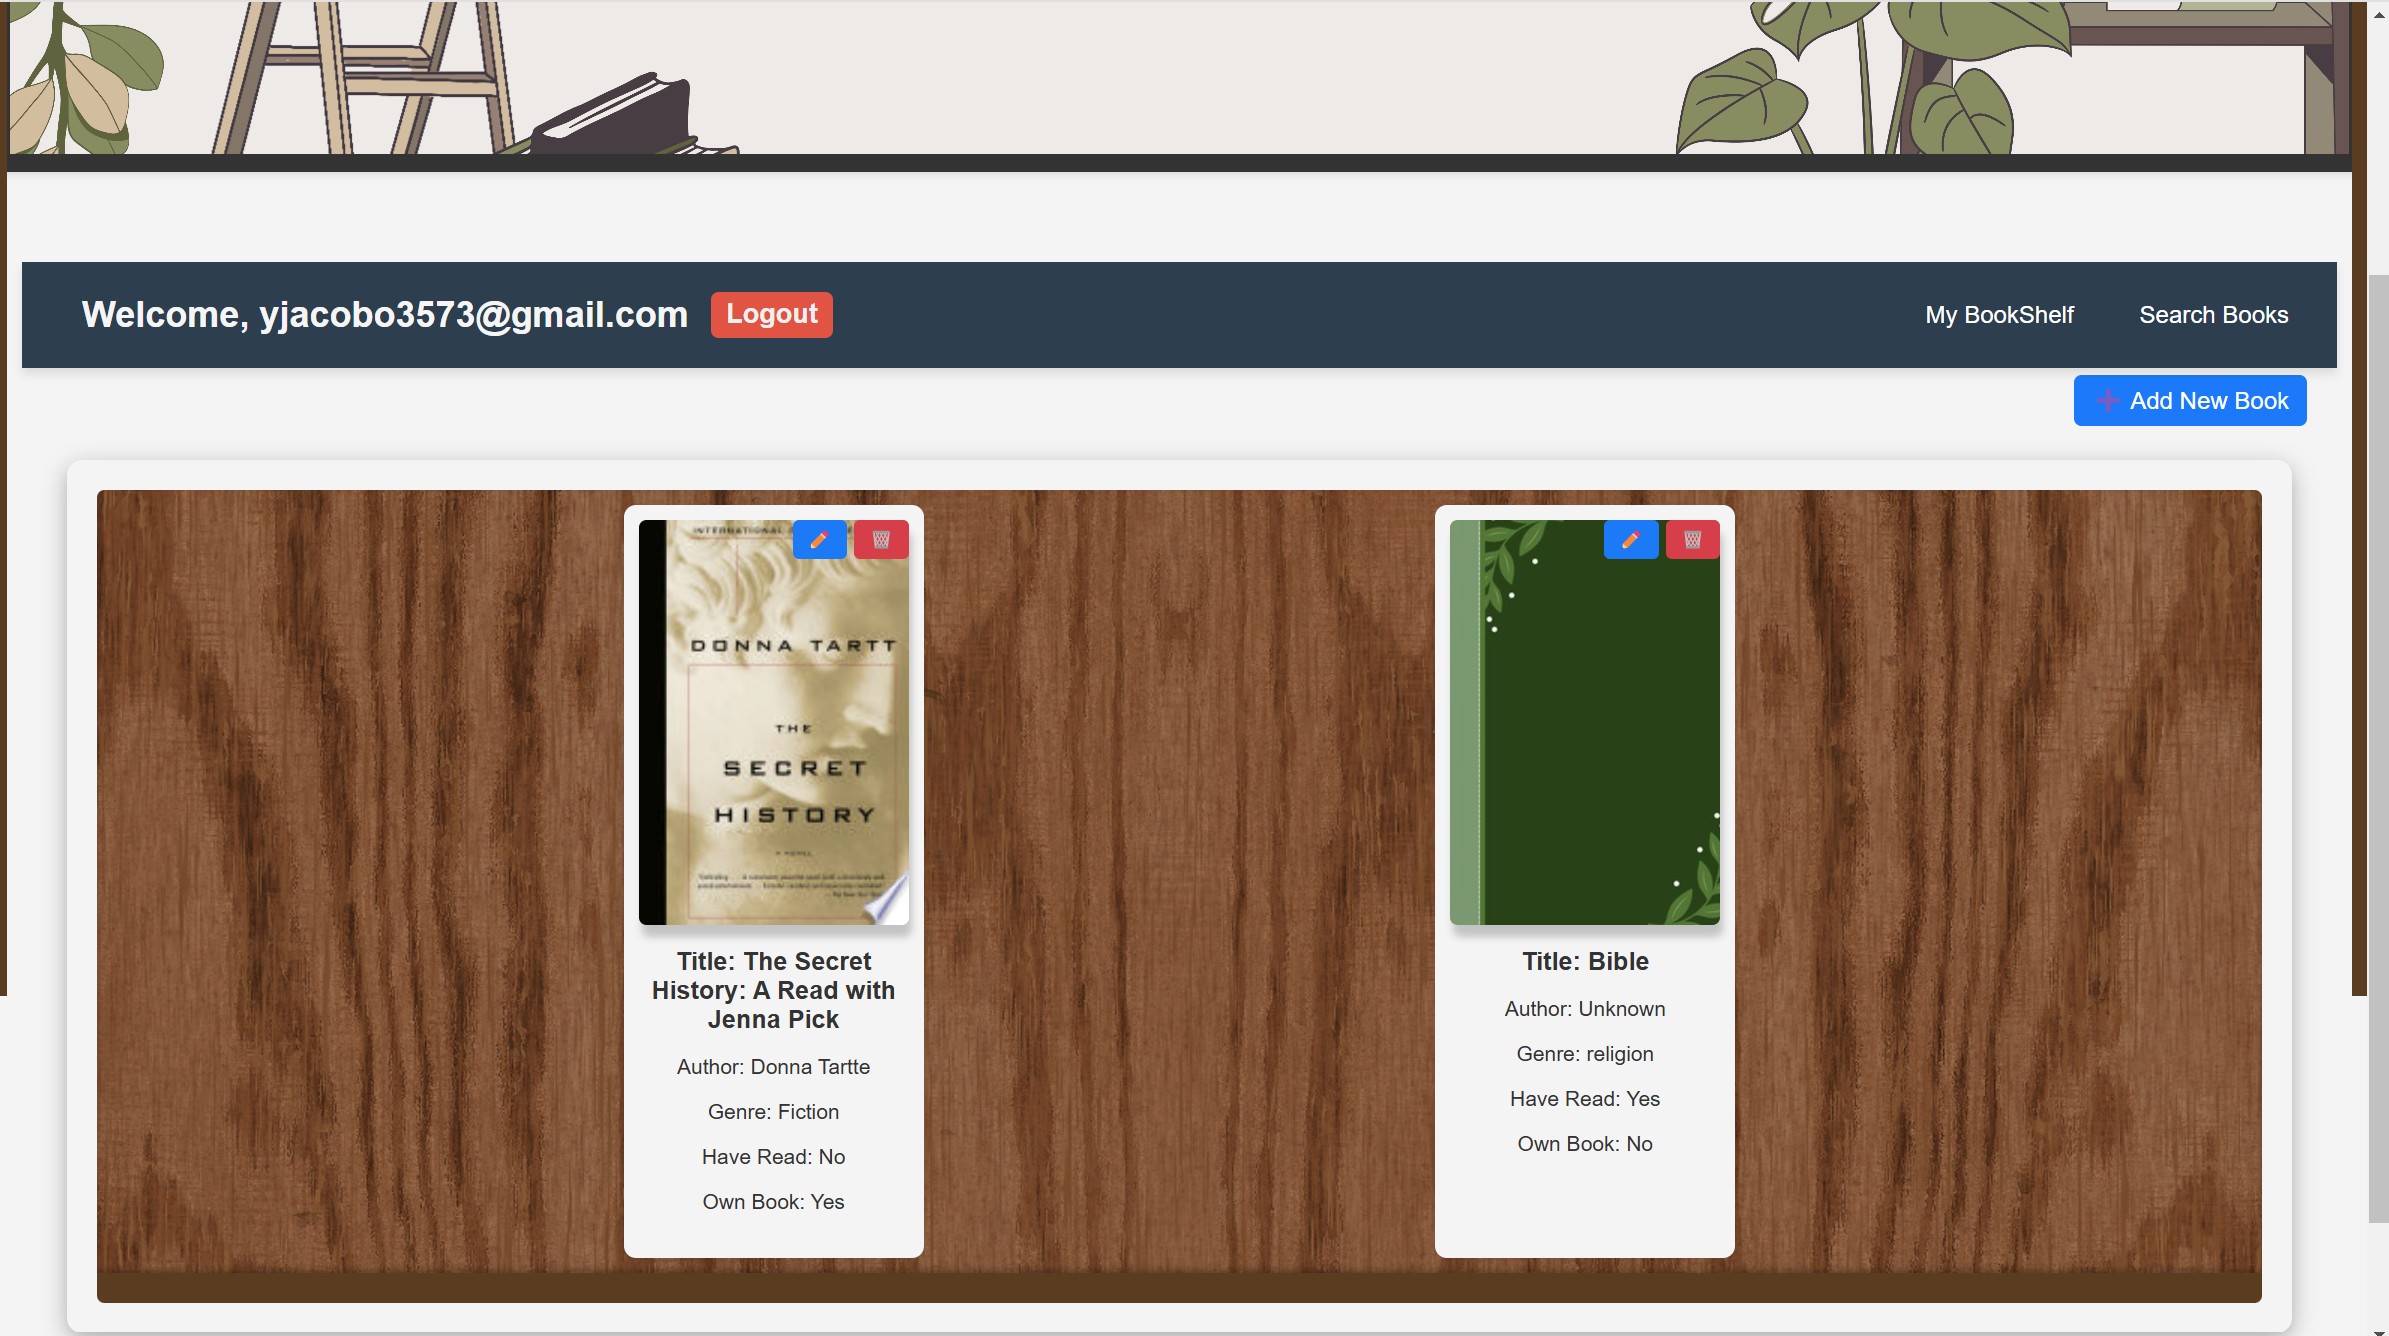 Welcome, yjacobo3573@gmail.com Logout My BookShelf Search Books
Add New Book
INTERNATIONAL
DONNA TARTT
THE
SECRET
HISTORY
A NOVEL
Title: The Secret
History: A Read with
Jenna Pick
Author: Donna Tartte
Genre: Fiction
Have Read: No
Own Book: Yes
Title: Bible
Author: Unknown
Genre: religion
Have Read: Yes
Own Book: No